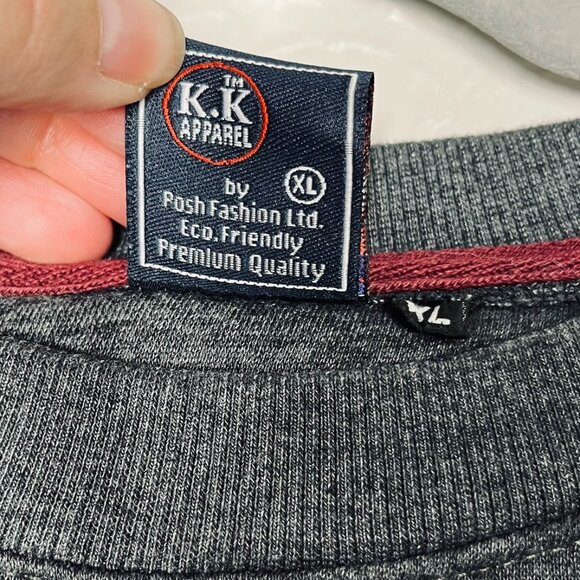 TM
K.K
APPAREL
by
XL
Posh Fashion Ltd.
Eco.Friendly
Premium Quality
XL